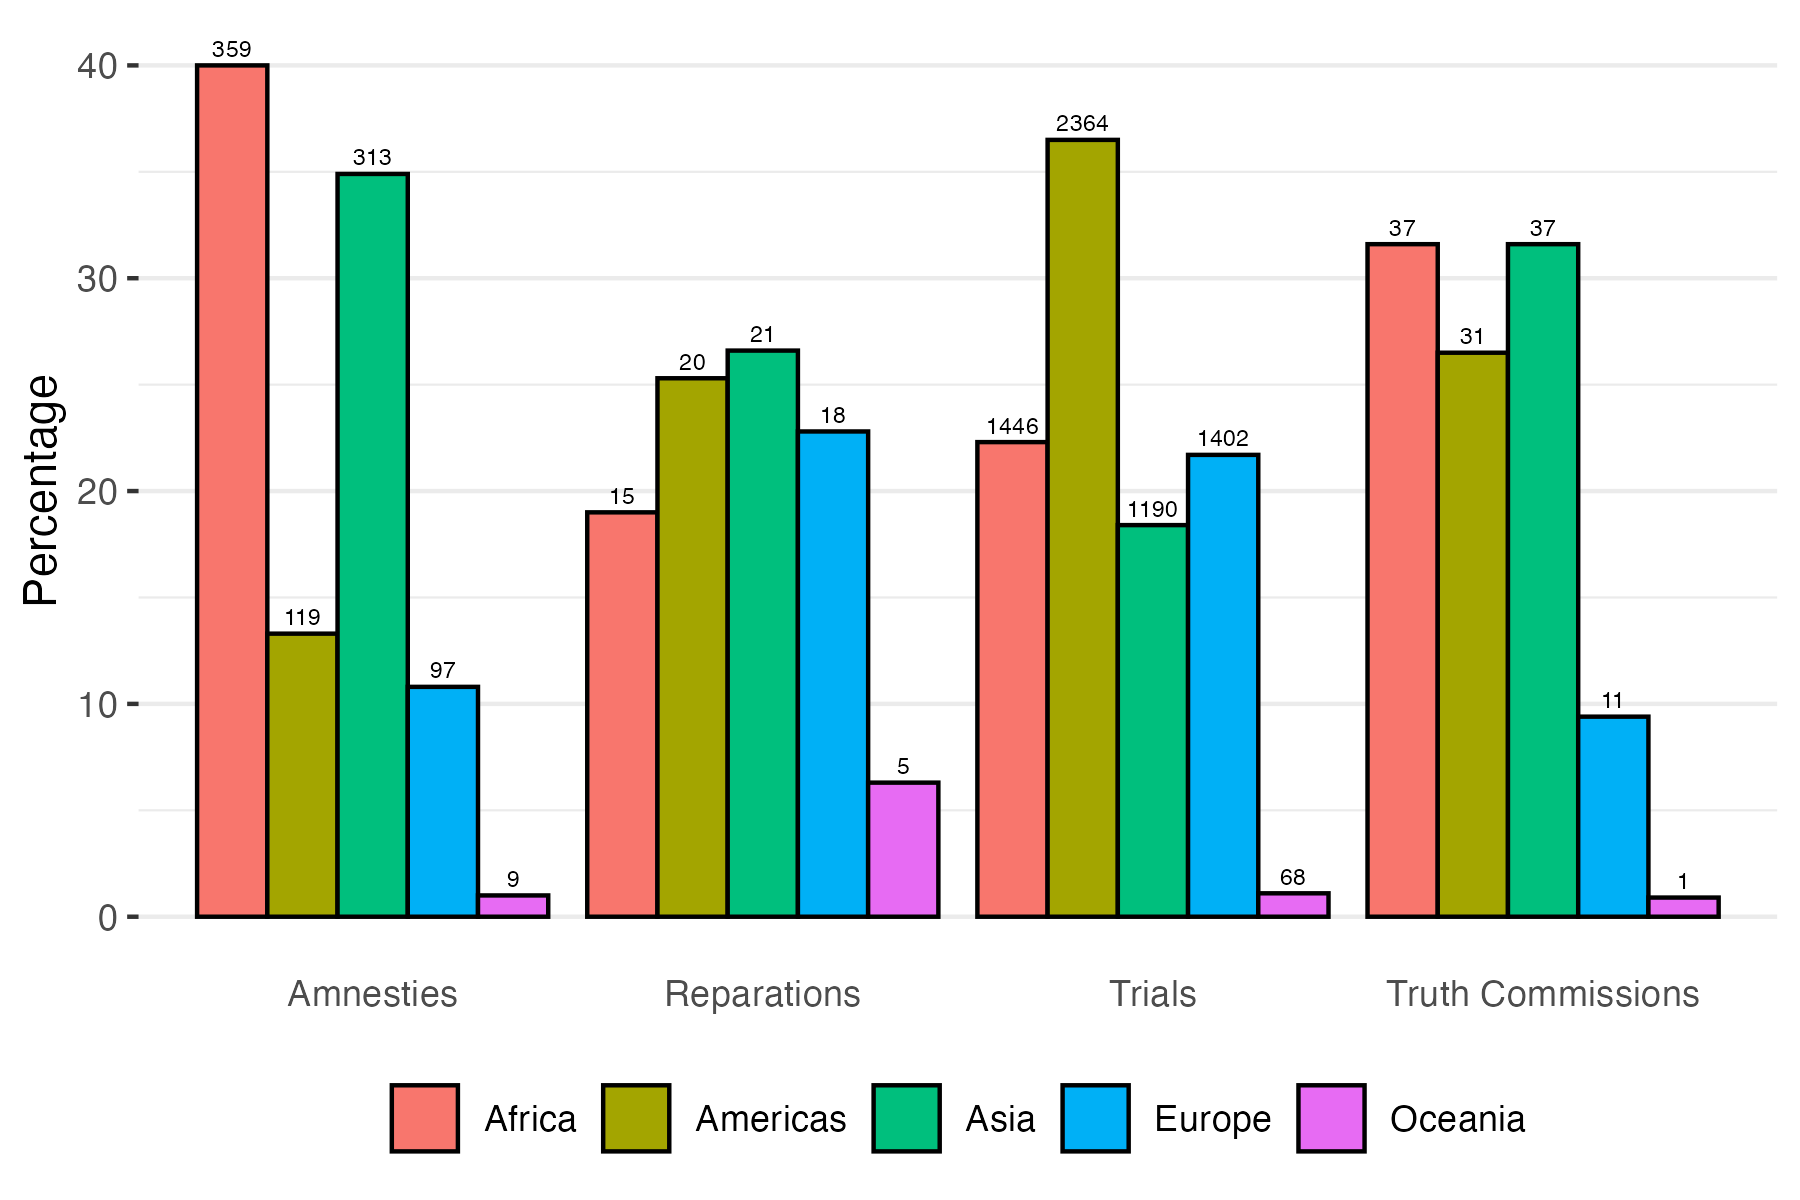 Percentage
40
30
20
10
0
359
119
313
97
9
15
20
21
18
5
1446
2364
1190
1402
68
37
31
37
11
1
Amnesties
Reparations
Trials
Truth Commissions
Africa
Americas
Asia
Europe
Oceania